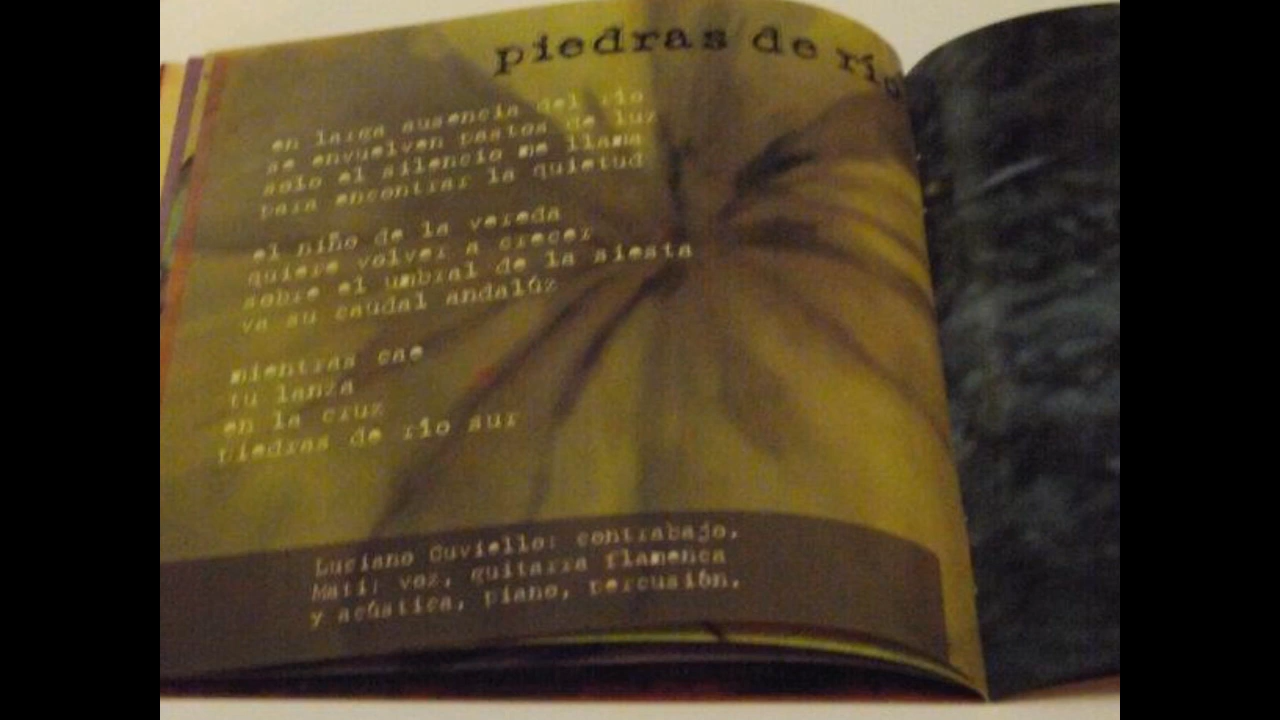 piedras de río
en larga ausencia del río
se envuelven pastos de luz
solo el silencio me llama
para encontrar la quietud
el niño de la vereda
quiere volver a crecer
sobre el umbral de la siesta
va su caudal andalúz
mientras cae
tu lanza
en la cruz
piedras de río sur
Luciano Cuviello: contrabajo.
Mati: voz, guitarra flamenca
y acústica, piano, percusión.